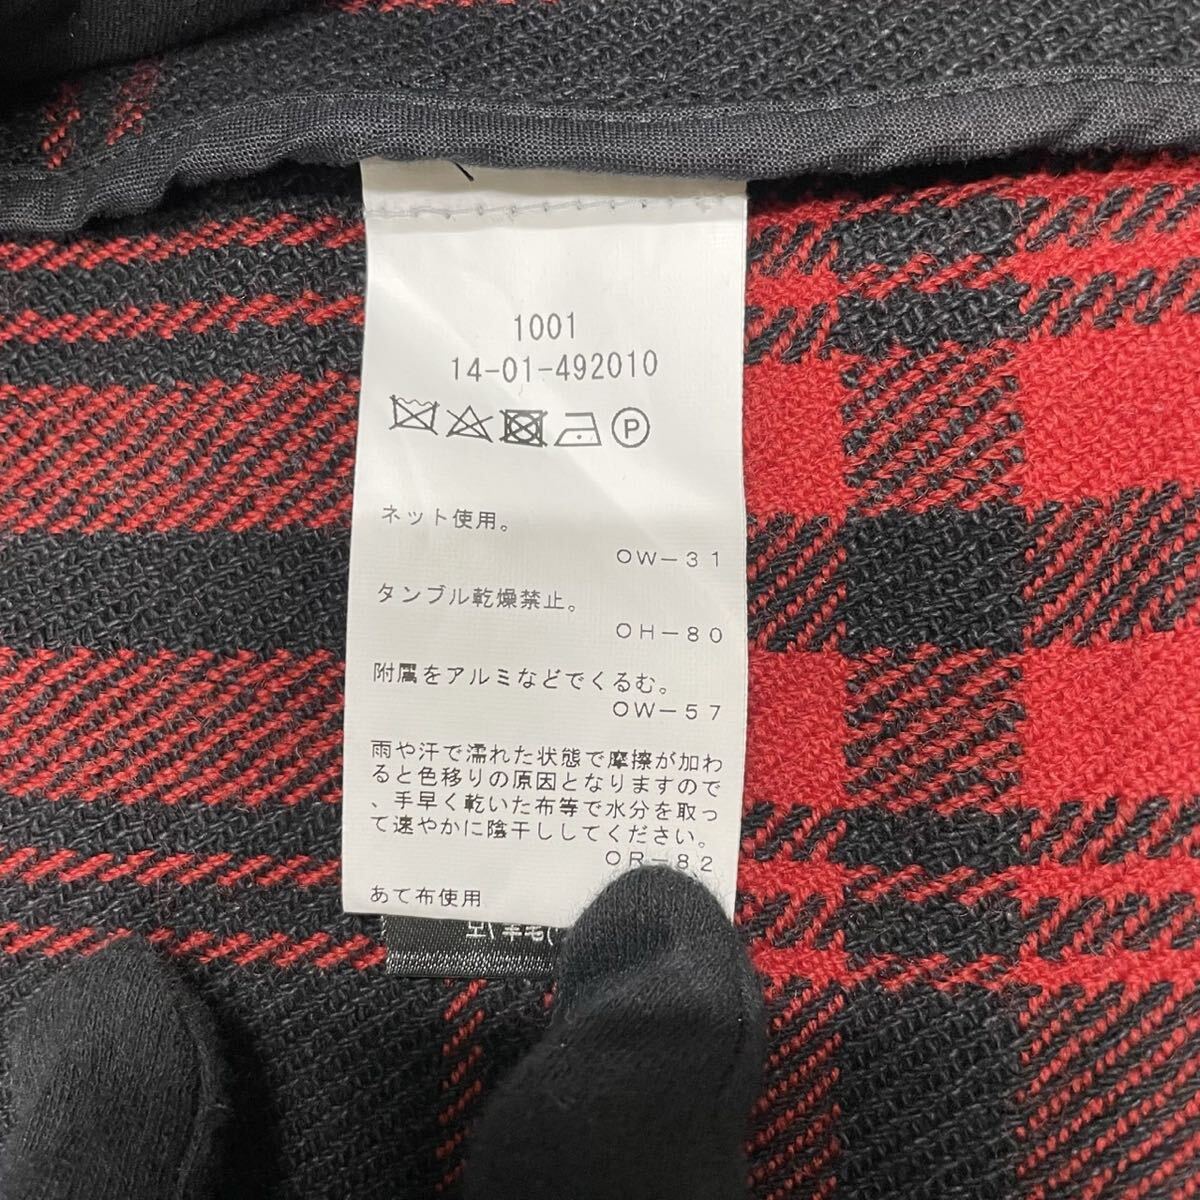 1001
14-01-492010
P
ネット使用。
OW-31
タンブル乾燥禁止。
OH-80
附属をアルミなどでくるむ。
OW-57
雨や汗で濡れた状態で摩擦が加わ
ると色移りの原因となりますので
、手早く乾いた布等で水分を取っ
て速やかに陰干ししてください。
OR-82
あて布使用
羊毛(